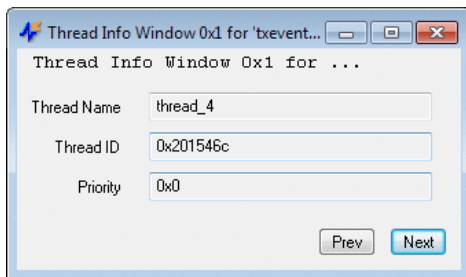 Thread Info Window 0x1 for 'txevent...
Thread Info Window 0x1 for ...
Thread Name thread_4
Thread ID 0x201546c
Priority 0x0
Prev Next